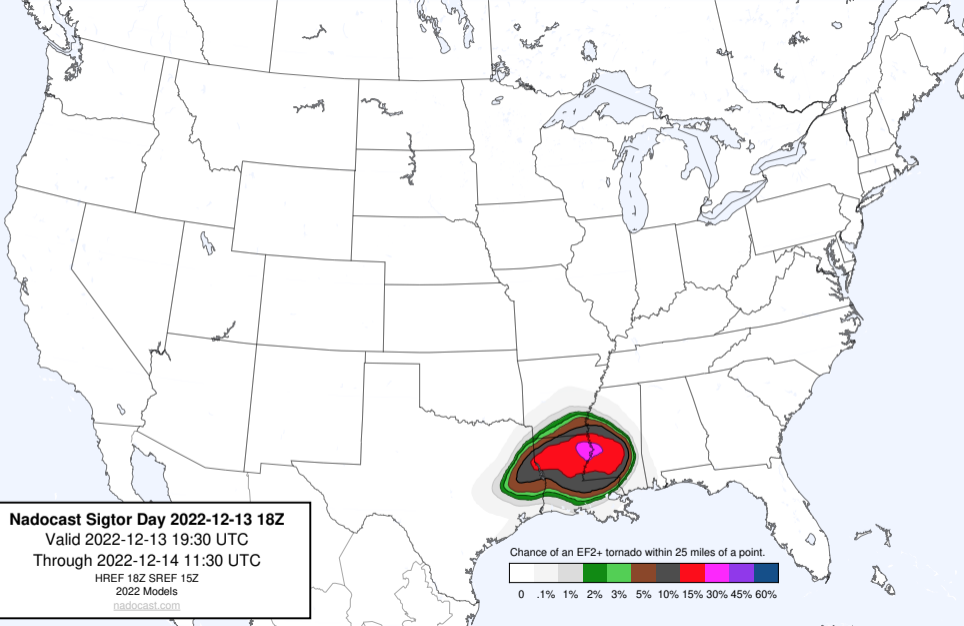 Nadocast Sigtor Day 2022-12-13 18Z
Valid 2022-12-13 19:30 UTC
Through 2022-12-14 11:30 UTC
HREF 18Z SREF 15Z
2022 Models
nadocast.com
Chance of an EF2+ tornado within 25 miles of a point.
0 .1% 1% 2% 3% 5% 10% 15% 30% 45% 60%